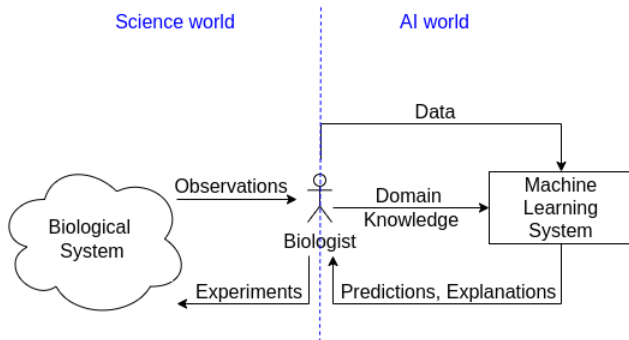 Science world
AI world
Data
Observations
Domain
Knowledge
Machine
Learning
System
Biological
System
Biologist
Experiments
Predictions, Explanations